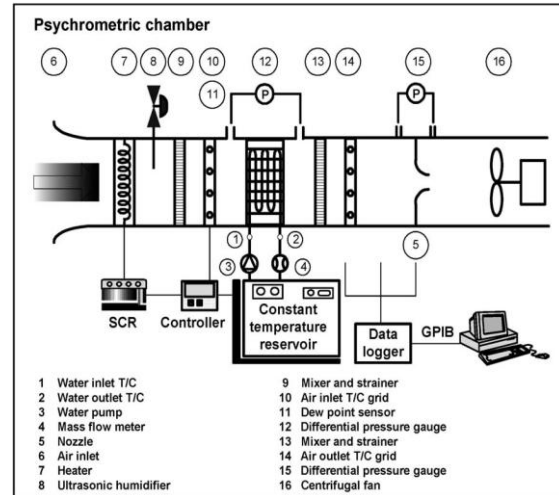 Psychrometric chamber
6 7 8 9 10 12 13 14 15 16
11
P P
1 2 5
3 4
SCR Controller Constant temperature reservoir Data logger GPIB
1 Water inlet T/C
2 Water outlet T/C
3 Water pump
4 Mass flow meter
5 Nozzle
6 Air inlet
7 Heater
8 Ultrasonic humidifier
9 Mixer and strainer
10 Air inlet T/C grid
11 Dew point sensor
12 Differential pressure gauge
13 Mixer and strainer
14 Air outlet T/C grid
15 Differential pressure gauge
16 Centrifugal fan